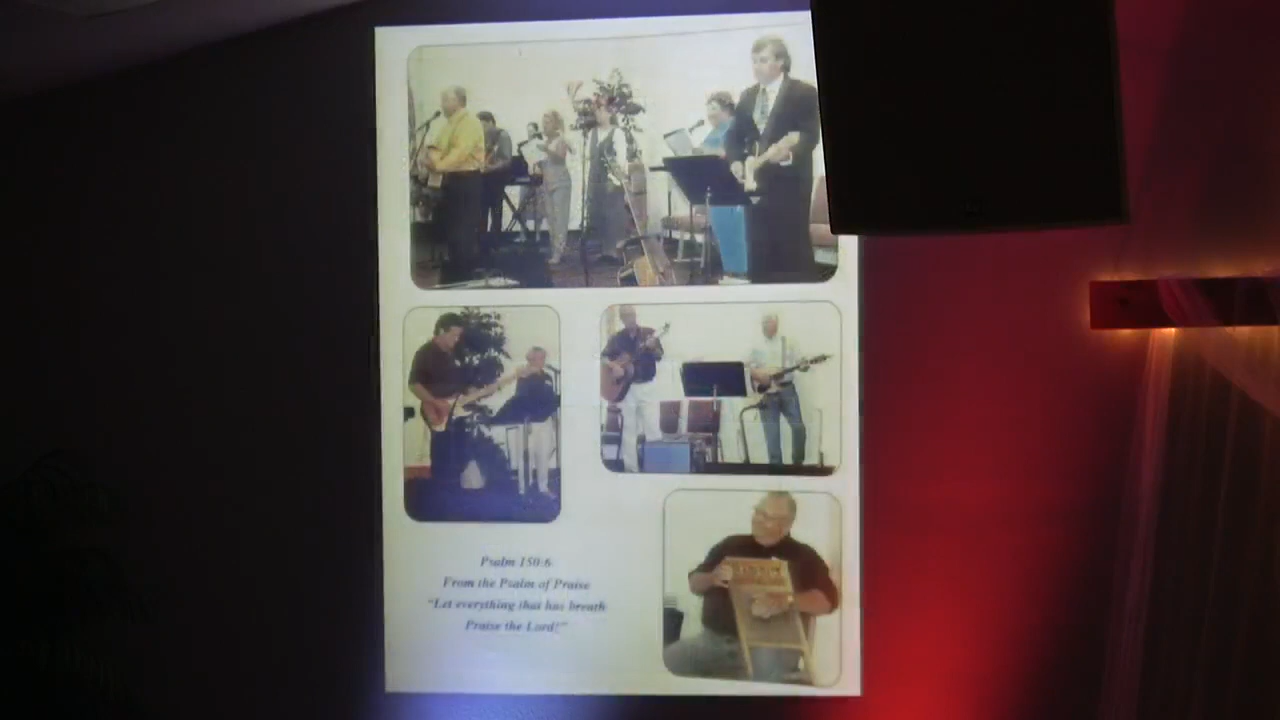 Psalm 150:6
From the Psalm of Praise
"Let everything that has breath
Praise the Lord!"